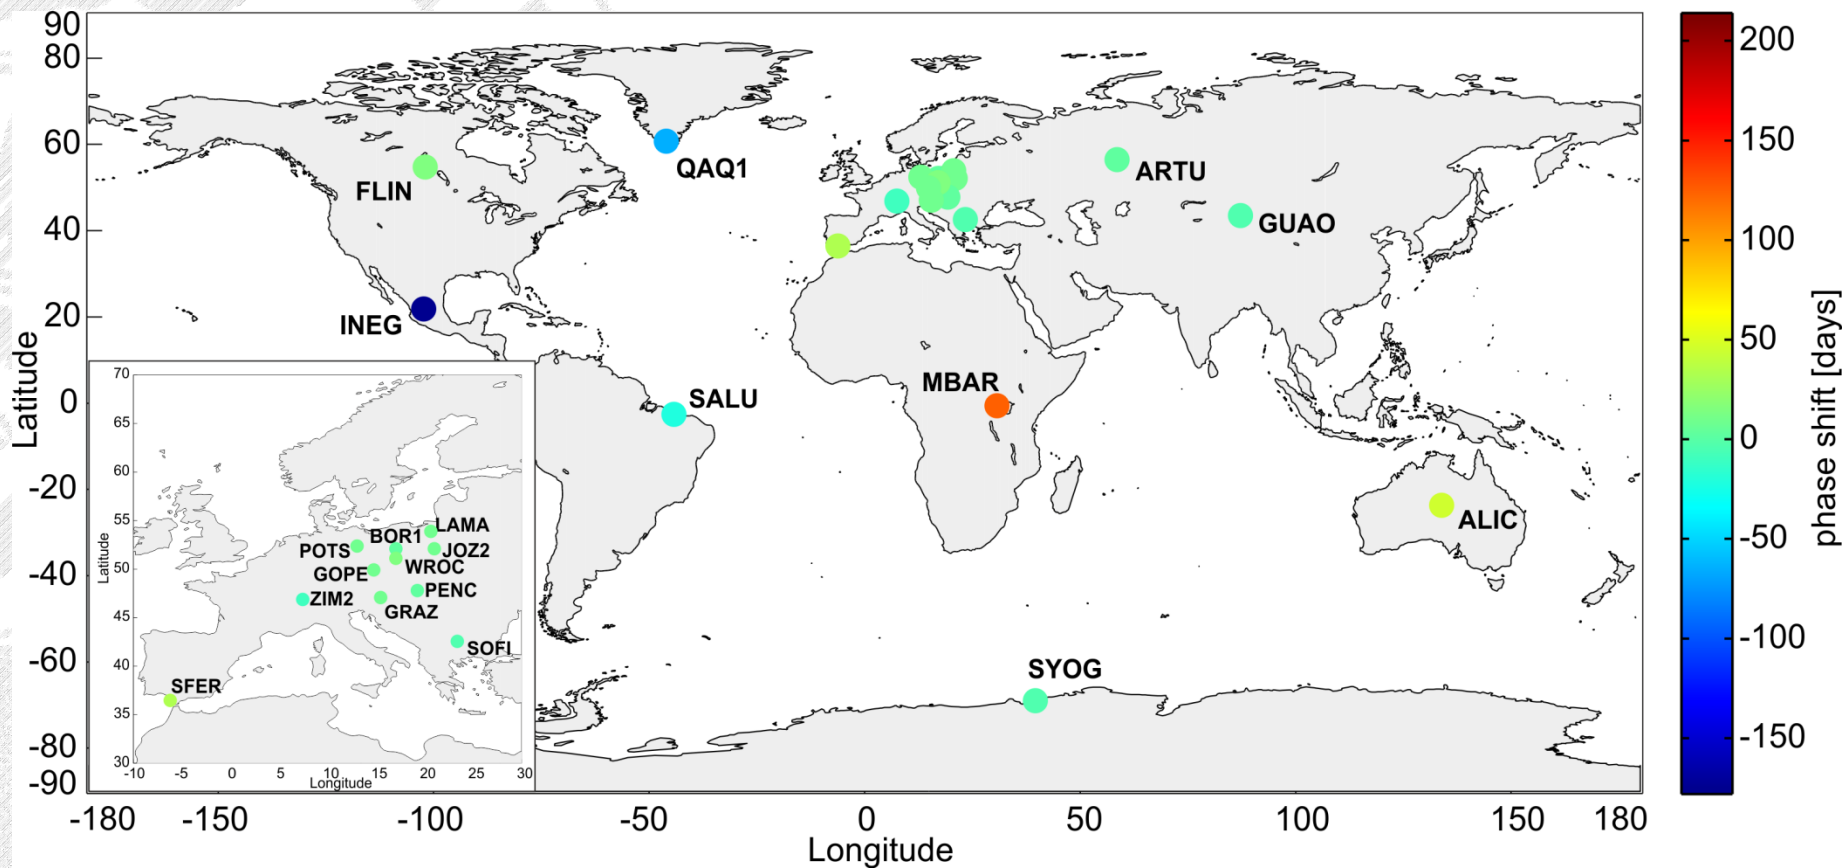 90
80
60
40
20
0
-20
-40
-60
-80
-90
Latitude
-180
-150
-100
-50
0
50
100
150
180
Longitude
QAQ1
FLIN
ARTU
GUAO
INEG
SALU
MBAR
ALIC
SYOG
70
65
60
55
50
45
40
35
30
Latitude
-10
-5
0
5
10
15
20
25
30
Longitude
LAMA
BOR1
POTS
JOZ2
WROC
GOPE
PENC
ZIM2
GRAZ
SOFI
SFER
200
150
100
50
0
-50
-100
-150
phase shift [days]